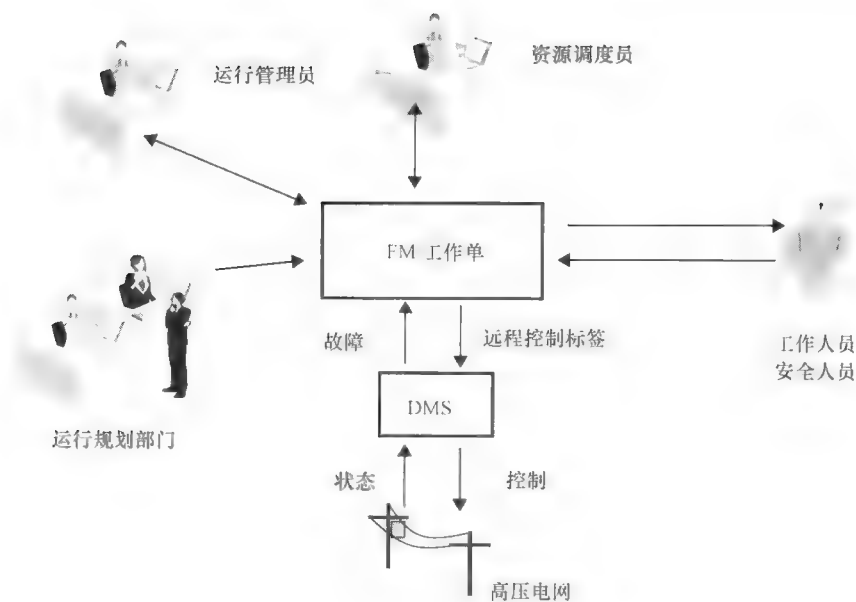 运行管理员
资源调度员
FM 工作单
故障
远程控制标签
工作人员
安全人员
DMS
运行规划部门
状态
控制
高压电网